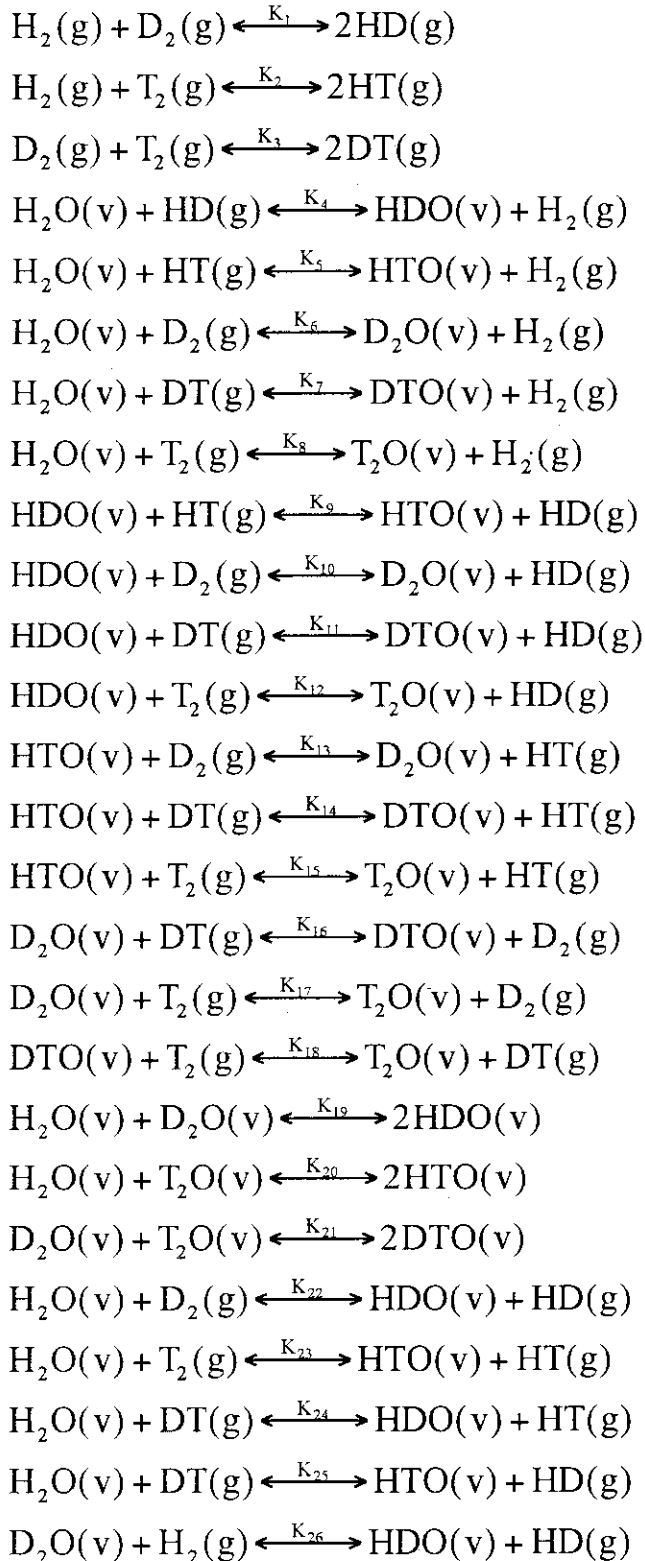 H₂(g) + D₂(g) ⟷ K₁ 2HD(g)
H₂(g) + T₂(g) ⟷ K₂ 2HT(g)
D₂(g) + T₂(g) ⟷ K₃ 2DT(g)
H₂O(v) + HD(g) ⟷ K₄ HDO(v) + H₂(g)
H₂O(v) + HT(g) ⟷ K₅ HTO(v) + H₂(g)
H₂O(v) + D₂(g) ⟷ K₆ D₂O(v) + H₂(g)
H₂O(v) + DT(g) ⟷ K₇ DTO(v) + H₂(g)
H₂O(v) + T₂(g) ⟷ K₈ T₂O(v) + H₂(g)
HDO(v) + HT(g) ⟷ K₉ HTO(v) + HD(g)
HDO(v) + D₂(g) ⟷ K₁₀ D₂O(v) + HD(g)
HDO(v) + DT(g) ⟷ K₁₁ DTO(v) + HD(g)
HDO(v) + T₂(g) ⟷ K₁₂ T₂O(v) + HD(g)
HTO(v) + D₂(g) ⟷ K₁₃ D₂O(v) + HT(g)
HTO(v) + DT(g) ⟷ K₁₄ DTO(v) + HT(g)
HTO(v) + T₂(g) ⟷ K₁₅ T₂O(v) + HT(g)
D₂O(v) + DT(g) ⟷ K₁₆ DTO(v) + D₂(g)
D₂O(v) + T₂(g) ⟷ K₁₇ T₂O(v) + D₂(g)
DTO(v) + T₂(g) ⟷ K₁₈ T₂O(v) + DT(g)
H₂O(v) + D₂O(v) ⟷ K₁₉ 2HDO(v)
H₂O(v) + T₂O(v) ⟷ K₂₀ 2HTO(v)
D₂O(v) + T₂O(v) ⟷ K₂₁ 2DTO(v)
H₂O(v) + D₂(g) ⟷ K₂₂ HDO(v) + HD(g)
H₂O(v) + T₂(g) ⟷ K₂₃ HTO(v) + HT(g)
H₂O(v) + DT(g) ⟷ K₂₄ HDO(v) + HT(g)
H₂O(v) + DT(g) ⟷ K₂₅ HTO(v) + HD(g)
D₂O(v) + H₂(g) ⟷ K₂₆ HDO(v) + HD(g)